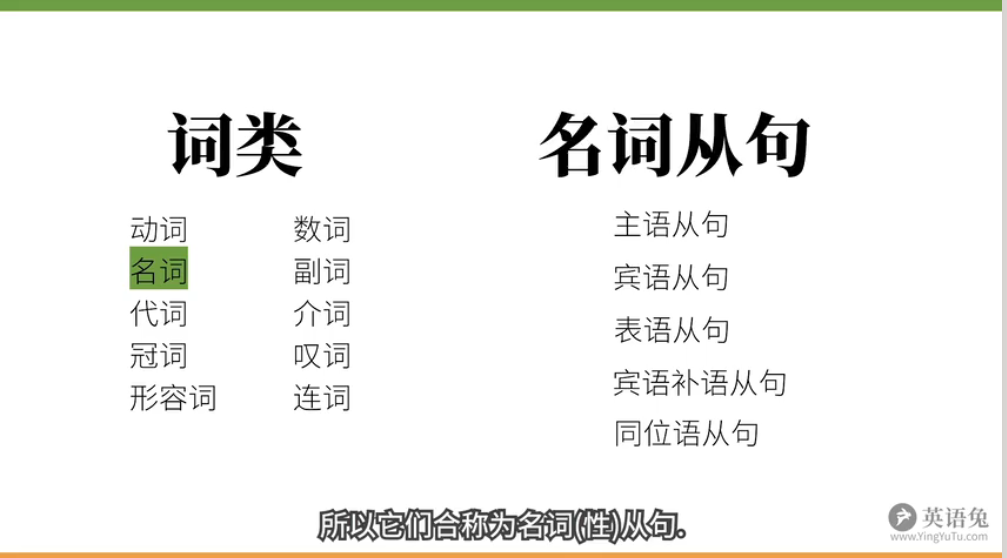 词类
名词从句
动词
名词
代词
冠词
形容词
数词
副词
介词
叹词
连词
主语从句
宾语从句
表语从句
宾语补语从句
同位语从句
所以它们合称为名词(性)从句.
英语兔
www.YingYuTu.com